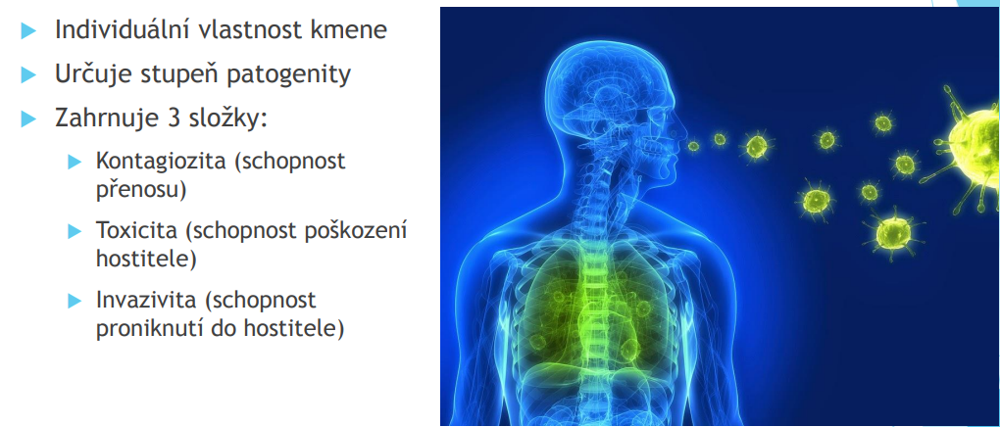 Individuální vlastnost kmene
Určuje stupeň patogenity
Zahrnuje 3 složky:
Kontagiozita (schopnost
přenosu)
Toxicita (schopnost poškození
hostitele)
Invazivita (schopnost
proniknutí do hostitele)